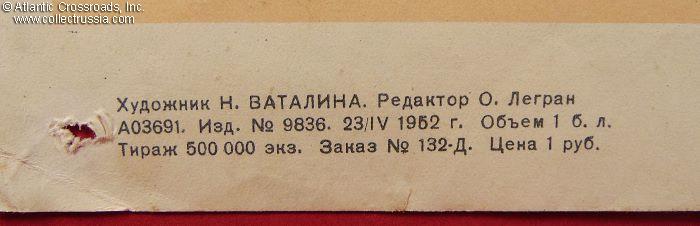 © Atlantic Crossroads, Inc.
www.collectrussia.com
Художник Н. ВАТАЛИНА. Редактор О. Легран
А03691. Изд. № 9836. 23/IV 1952 г. Объем 1 б. л.
Тираж 500 000 экз. Заказ № 132-Д. Цена 1 руб.